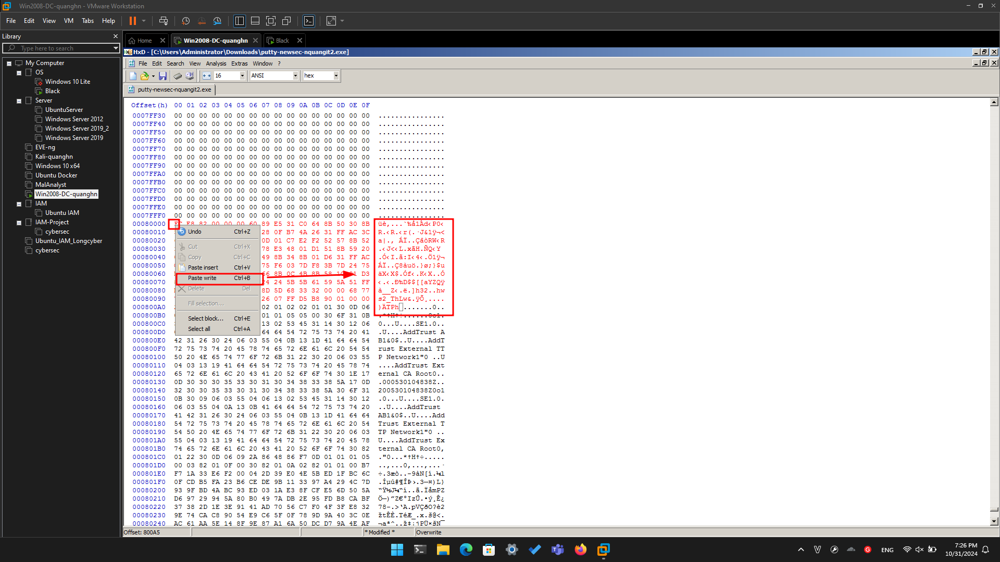 Win2008-DC-quanghn - VMware Workstation
File Edit View VM Tabs Help
Library
Type here to search
My Computer
OS
Windows 10 Lite
Black
Server
UbuntuServer
Windows Server 2012
Windows Server 2019_2
Windows Server 2019
EVE-ng
Kali-quanghn
Windows 10 x64
Ubuntu Docker
MalAnalyst
Win2008-DC-quanghn
IAM
Ubuntu IAM
IAM-Project
cybersec
Ubuntu_IAM_Longcyber
cybersec
Home Win2008-DC-quanghn Black
HxD - [C:\Users\Administrator\Downloads\putty-newsec-nquangit2.exe]
File Edit Search View Analysis Extras Window ?
16 ANSI hex
putty-newsec-nquangit2.exe
Offset(h) 00 01 02 03 04 05 06 07 08 09 0A 0B 0C 0D 0E 0F
0007FF30 00 00 00 00 00 00 00 00 00 00 00 00 00 00 00 00 ................
0007FF40 00 00 00 00 00 00 00 00 00 00 00 00 00 00 00 00 ................
0007FF50 00 00 00 00 00 00 00 00 00 00 00 00 00 00 00 00 ................
0007FF60 00 00 00 00 00 00 00 00 00 00 00 00 00 00 00 00 ................
0007FF70 00 00 00 00 00 00 00 00 00 00 00 00 00 00 00 00 ................
0007FF80 00 00 00 00 00 00 00 00 00 00 00 00 00 00 00 00 ................
0007FF90 00 00 00 00 00 00 00 00 00 00 00 00 00 00 00 00 ................
0007FFA0 00 00 00 00 00 00 00 00 00 00 00 00 00 00 00 00 ................
0007FFB0 00 00 00 00 00 00 00 00 00 00 00 00 00 00 00 00 ................
0007FFC0 00 00 00 00 00 00 00 00 00 00 00 00 00 00 00 00 ................
0007FFD0 00 00 00 00 00 00 00 00 00 00 00 00 00 00 00 00 ................
0007FFE0 00 00 00 00 00 00 00 00 00 00 00 00 00 00 00 00 ................
0007FFF0 00 00 00 00 00 00 00 00 00 00 00 00 00 00 00 00 ................
00080000 FC E8 82 00 00 00 60 89 E5 31 C0 64 8B 50 30 8B üè‚...`‰å1Àd‹P0‹
00080010 28 0F B7 4A 26 31 FF AC 3C R.‹R.‹r(.·J&1ÿ¬<
00080020 0D 01 C7 E2 F2 52 57 8B 52 a|., ÁÏ..ÇâòRW‹R
00080030 78 E3 48 01 D1 51 8B 59 20 .‹J<‹L.xãH.ÑQ‹Y
00080040 49 8B 34 8B 01 D6 31 FF AC .Ó‹I.ã:I‹4‹.Ö1ÿ¬
00080050 75 F6 03 7D F8 3B 7D 24 75 ÁÏ..Ç8àuö.}ø;}$u
00080060 66 8B 0C 4B 8B 58 1C 01 D3 äX‹X$.Óf‹.K‹X..Ó
00080070 24 24 5B 5B 61 59 5A 51 FF ‹.‹.Ð‰D$$[[aYZQÿ
00080080 8D 5D 68 33 32 00 00 68 77 à__Z‹.ë.]h32..hw
00080090 26 07 FF D5 B8 90 01 00 00 s2_ThLw&.ÿÕ¸....
000800A0 02 01 02 02 01 01 30 0D 06 )ÄTPh.......0..
000800B0 01 01 05 05 00 30 6F 31 0B .*†H†÷......0o1.
000800C0 13 02 53 45 31 14 30 12 06 0...U....SE1.0..
000800D0 64 64 54 72 75 73 74 20 41 .U....AddTrust A
Undo Ctrl+Z
Cut Ctrl+X
Copy Ctrl+C
Paste insert Ctrl+V
Paste write Ctrl+B
Delete Del
Fill selection...
Select block... Ctrl+E
Select all Ctrl+A
000800E0 42 31 26 30 24 06 03 55 04 0B 13 1D 41 64 64 54 B1&0$..U....AddT
000800F0 72 75 73 74 20 45 78 74 65 72 6E 61 6C 20 54 54 rust External TT
00080100 50 20 4E 65 74 77 6F 72 6B 31 22 30 20 06 03 55 P Network1"0 ..U
00080110 04 03 13 19 41 64 64 54 72 75 73 74 20 45 78 74 ....AddTrust Ext
00080120 65 72 6E 61 6C 20 43 41 20 52 6F 6F 74 30 1E 17 ernal CA Root0..
00080130 0D 30 30 30 35 33 30 31 30 34 38 33 38 5A 17 0D .000530104838Z..
00080140 32 30 30 35 33 30 31 30 34 38 33 38 5A 30 6F 31 200530104838Z0o1
00080150 0B 30 09 06 03 55 04 06 13 02 53 45 31 14 30 12 .0...U....SE1.0.
00080160 06 03 55 04 0A 13 0B 41 64 64 54 72 75 73 74 20 ..U....AddTrust
00080170 41 42 31 26 30 24 06 03 55 04 0B 13 1D 41 64 64 AB1&0$..U....Add
00080180 54 72 75 73 74 20 45 78 74 65 72 6E 61 6C 20 54 Trust External T
00080190 54 50 20 4E 65 74 77 6F 72 6B 31 22 30 20 06 03 TP Network1"0 ..
000801A0 55 04 03 13 19 41 64 64 54 72 75 73 74 20 45 78 U....AddTrust Ex
000801B0 74 65 72 6E 61 6C 20 43 41 20 52 6F 6F 74 30 82 ternal CA Root0‚
000801C0 01 22 30 0D 06 09 2A 86 48 86 F7 0D 01 01 01 05 ."0...*†H†÷.....
000801D0 00 03 82 01 0F 00 30 82 01 0A 02 82 01 01 00 B7 ..‚...0‚...‚...·
000801E0 F7 1A 33 E6 F2 00 04 2D 39 E0 4E 5B ED 1F BC 6C ÷.3æò..-9àN[í.¼l
000801F0 0F CD B5 FA 23 B6 CE DE 9B 11 33 97 A4 29 4C 7D .Íµú#¶ÎÞ›.3—¤)L}
00080200 93 9F BD 4A BC 93 ED 03 1A E3 8F CF E5 6D 50 5A “Ÿ½J¼“í..ã.ÏåmPZ
00080210 D6 97 29 94 5A 80 B0 49 7A DB 2E 95 FD B8 CA BF Ö—)”Z€°IzÛ.•ý¸Ê¿
00080220 37 38 2D 1E 3E 91 41 AD 70 56 C7 F0 4F 3F E8 32 78-.>‘A.pVÇðO?è2
00080230 9E 74 CA C8 90 54 E9 C6 5F 0F 78 9D 9A 40 3C 0E žtÊÈ.TéÆ_.x.š@<.
00080240 AC 61 AA 5E 14 8F 9E 87 A1 6A 50 DC D7 9A 4E AF ¬aª^..ž‡¡jPÜ×šN¯
Offset: 800A5 * Modified * Overwrite
ENG
7:26 PM
10/31/2024